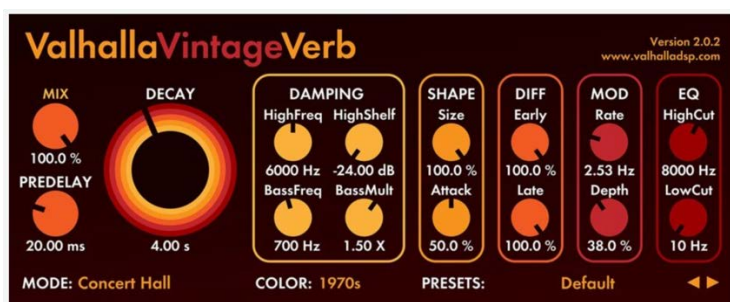 ValhallaVintageVerb
Version 2.0.2
www.valhalladsp.com
MIX
100.0 %
PREDELAY
20.00 ms
DECAY
4.00 s
DAMPING
HighFreq HighShelf
6000 Hz -24.00 dB
BassFreq BassMult
700 Hz 1.50 X
SHAPE
Size
100.0 %
Attack
50.0 %
DIFF
Early
100.0 %
Late
100.0 %
MOD
Rate
2.53 Hz
Depth
38.0 %
EQ
HighCut
8000 Hz
LowCut
10 Hz
MODE: Concert Hall COLOR: 1970s PRESETS: Default